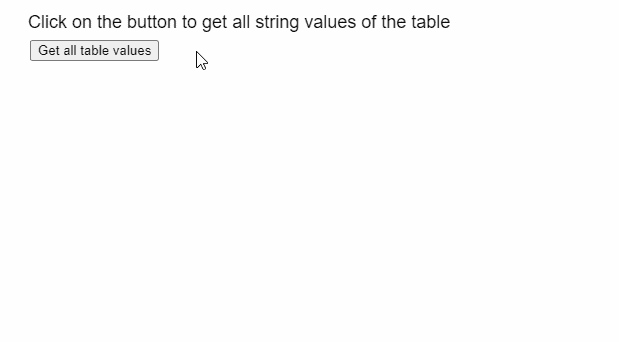 Click on the button to get all string values of the table
Get all table values